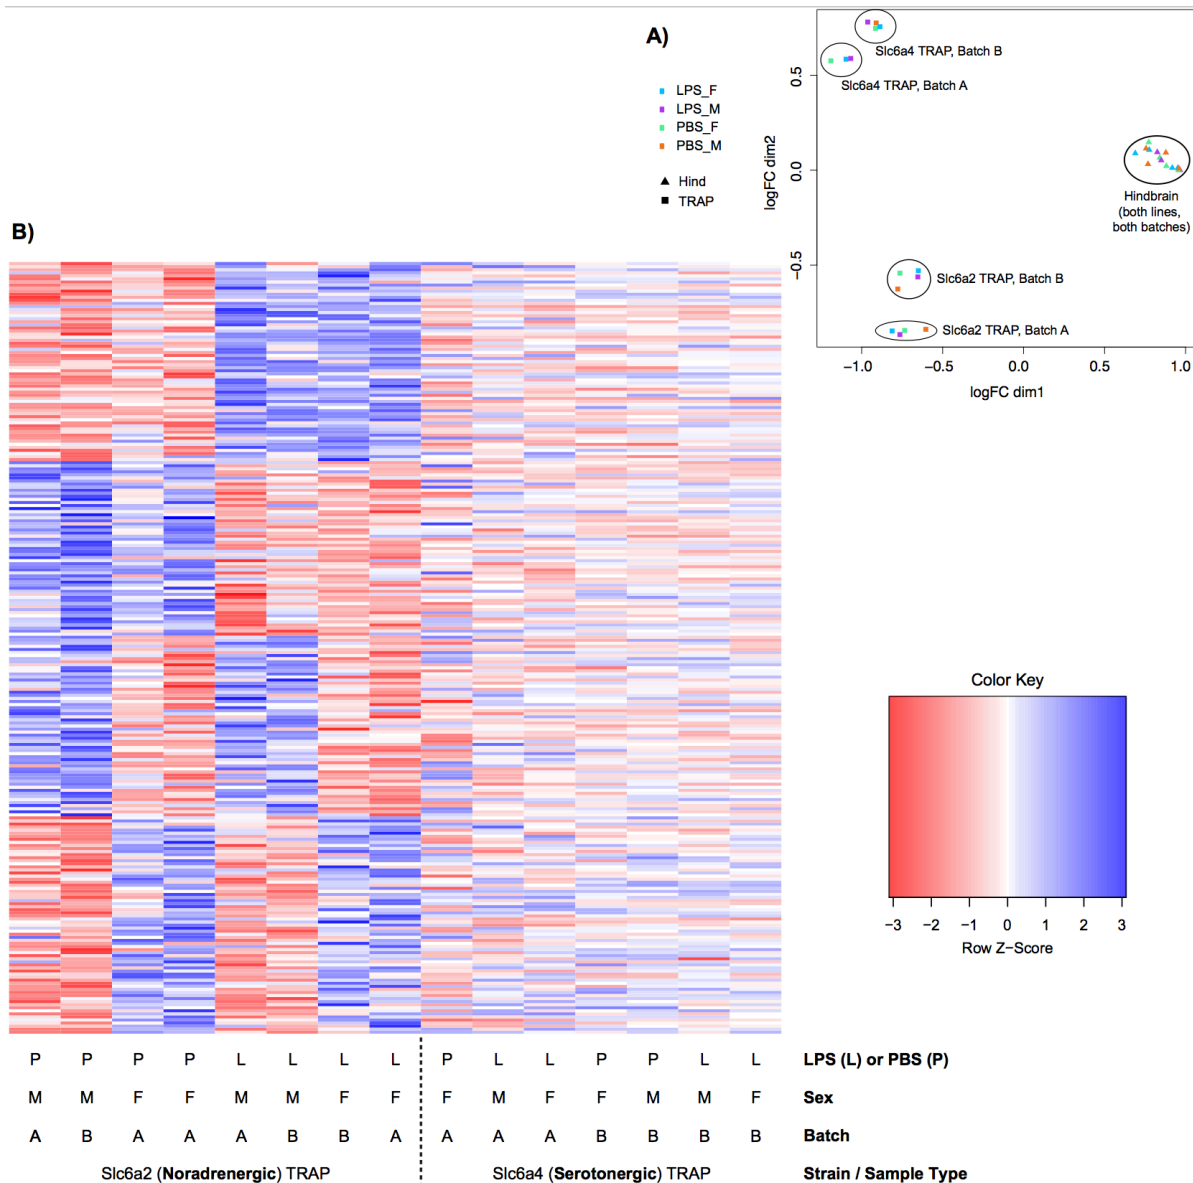 A)
LPS_F
LPS_M
PBS_F
PBS_M
Hind
TRAP
logFC dim2
0.5
0.0
−0.5
Slc6a4 TRAP, Batch B
Slc6a4 TRAP, Batch A
Hindbrain
(both lines,
both batches)
Slc6a2 TRAP, Batch B
Slc6a2 TRAP, Batch A
−1.0 −0.5 0.0 0.5 1.0
logFC dim1
B)
Color Key
−3 −2 −1 0 1 2 3
Row Z−Score
P P P P L L L L P L L P P L L LPS (L) or PBS (P)
M M F F M M F F F M F F M M F Sex
A B A A A B B A A A A B B B B Batch
Slc6a2 (Noradrenergic) TRAP Slc6a4 (Serotonergic) TRAP Strain / Sample Type